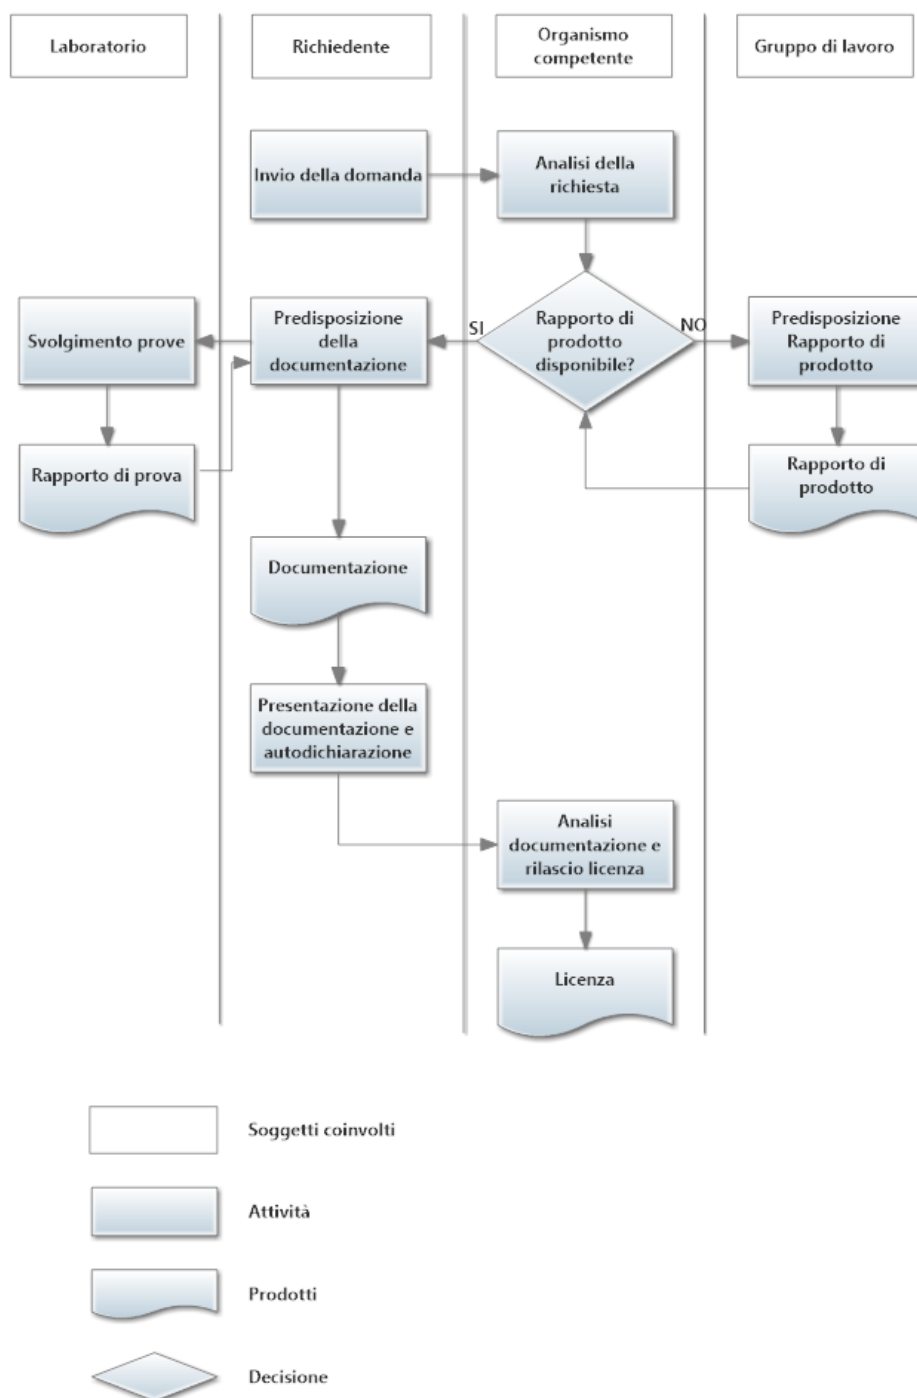 Laboratorio
Richiedente
Organismo
competente
Gruppo di lavoro
Invio della domanda
Analisi della
richiesta
Svolgimento prove
Predisposizione
della
documentazione
SI
Rapporto di
prodotto
disponibile?
NO
Predisposizione
Rapporto di
prodotto
Rapporto di prova
Rapporto di
prodotto
Documentazione
Presentazione della
documentazione e
autodichiarazione
Analisi
documentazione e
rilascio licenza
Licenza
Soggetti coinvolti
Attività
Prodotti
Decisione